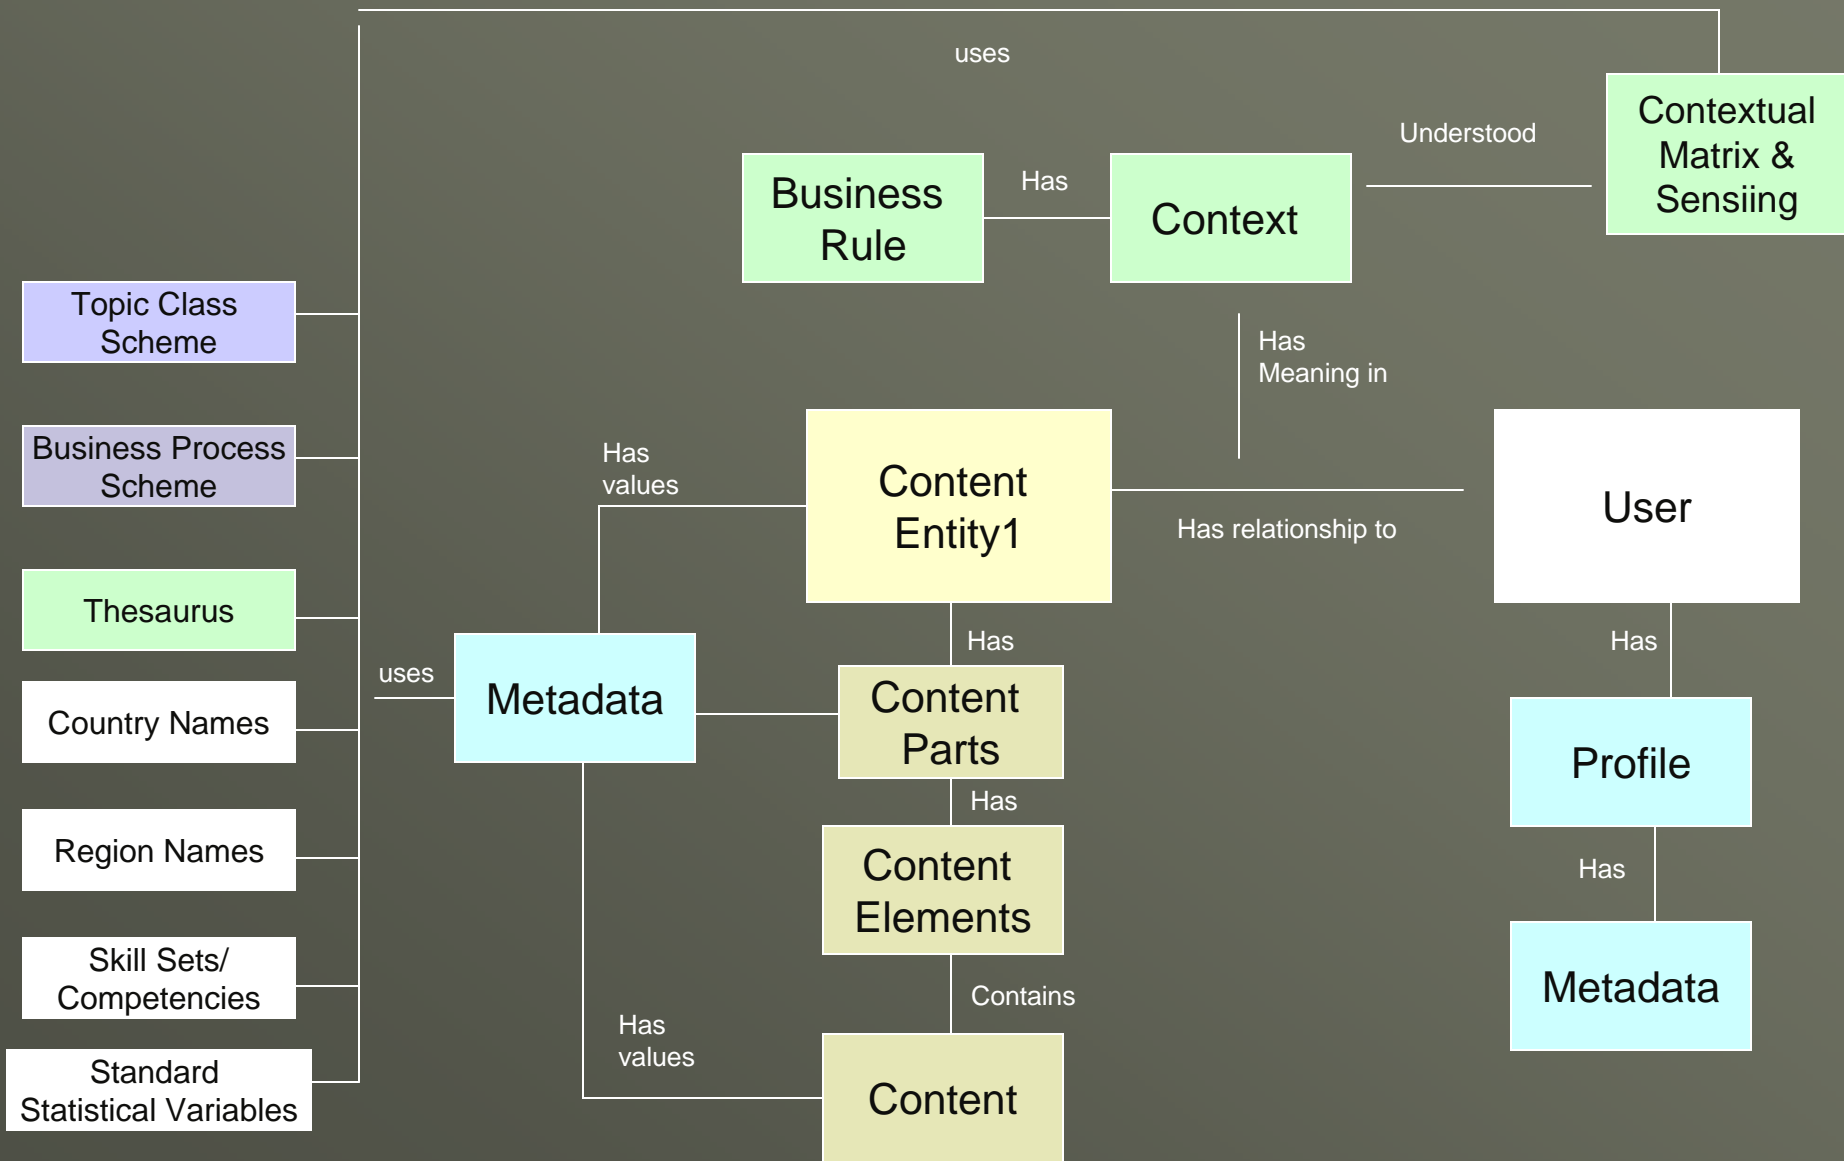 uses
Contextual
Matrix &
Sensiing
Understood
Business
Rule
Has
Context
Topic Class
Scheme
Has
Meaning in
Business Process
Scheme
Has
values
Content
Entity1
Has relationship to
User
Thesaurus
Has
Has
uses
Metadata
Content
Parts
Country Names
Profile
Has
Region Names
Content
Elements
Has
Skill Sets/
Competencies
Metadata
Contains
Has
values
Standard
Statistical Variables
Content